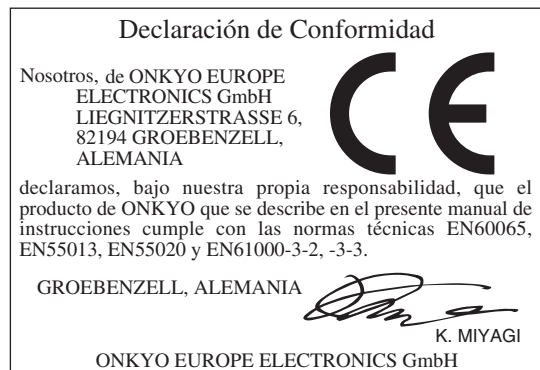 Declaración de Conformidad
Nosotros, de ONKYO EUROPE
ELECTRONICS GmbH
LIEGNITZERSTRASSE 6,
82194 GROEBENZELL,
ALEMANIA
CE
declaramos, bajo nuestra propia responsabilidad, que el
producto de ONKYO que se describe en el presente manual de
instrucciones cumple con las normas técnicas EN60065,
EN55013, EN55020 y EN61000-3-2, -3-3.
GROEBENZELL, ALEMANIA
K. MIYAGI
ONKYO EUROPE ELECTRONICS GmbH